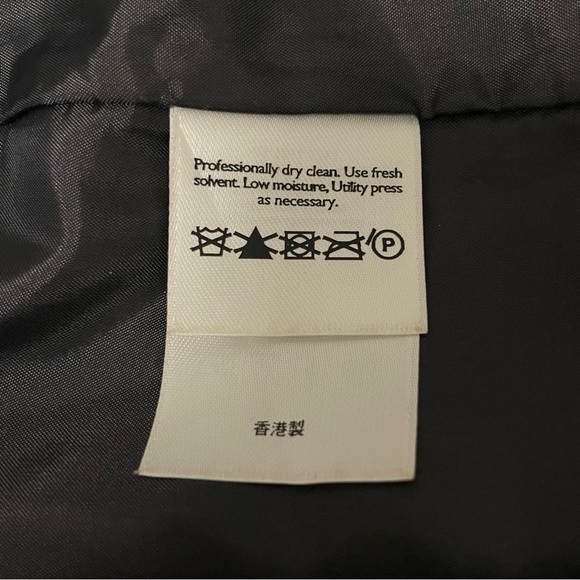 Professionally dry clean. Use fresh
solvent. Low moisture, Utility press
as necessary.
P
香港製